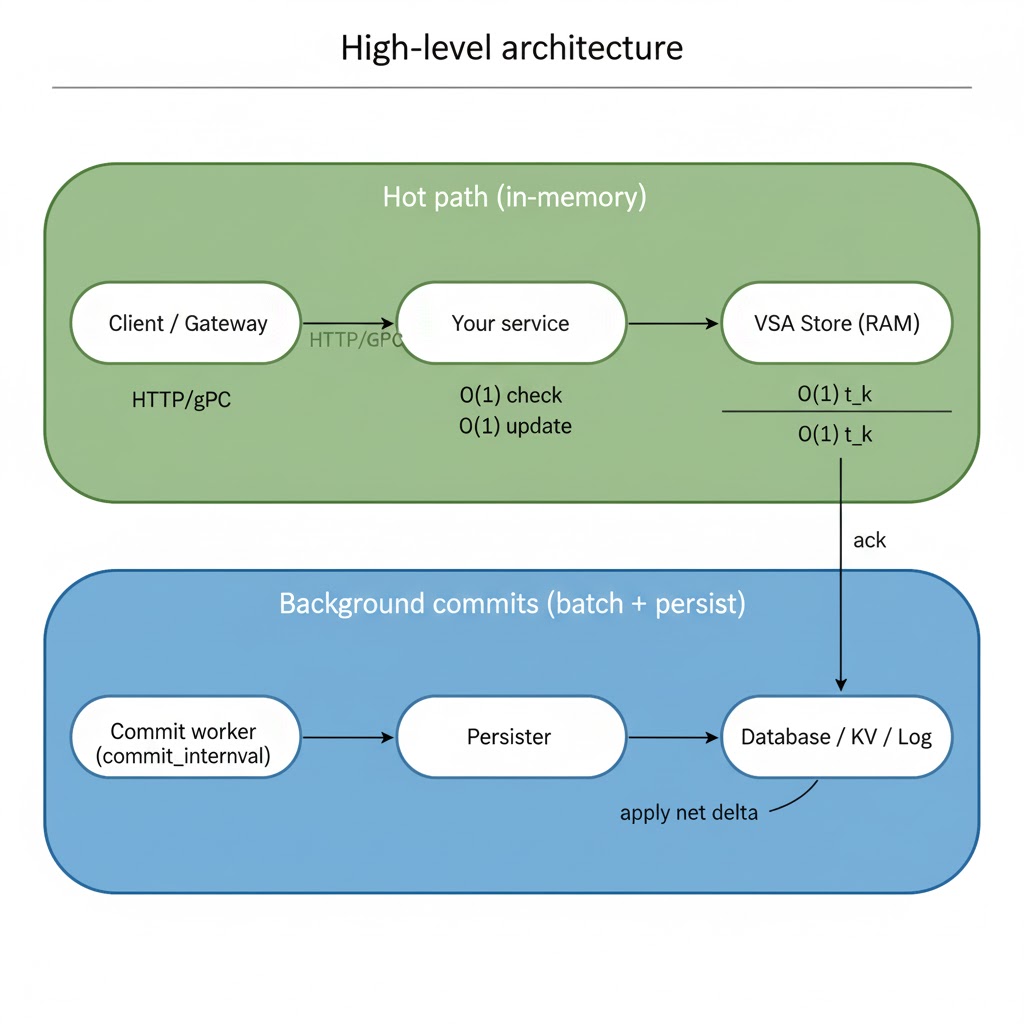 High-level architecture
Hot path (in-memory)
Client / Gateway
HTTP/GPC
Your service
VSA Store (RAM)
HTTP/gPC
O(1) check
O(1) update
O(1) t_k
O(1) t_k
ack
Background commits (batch + persist)
Commit worker
(commit_internval)
Persister
Database / KV / Log
apply net delta